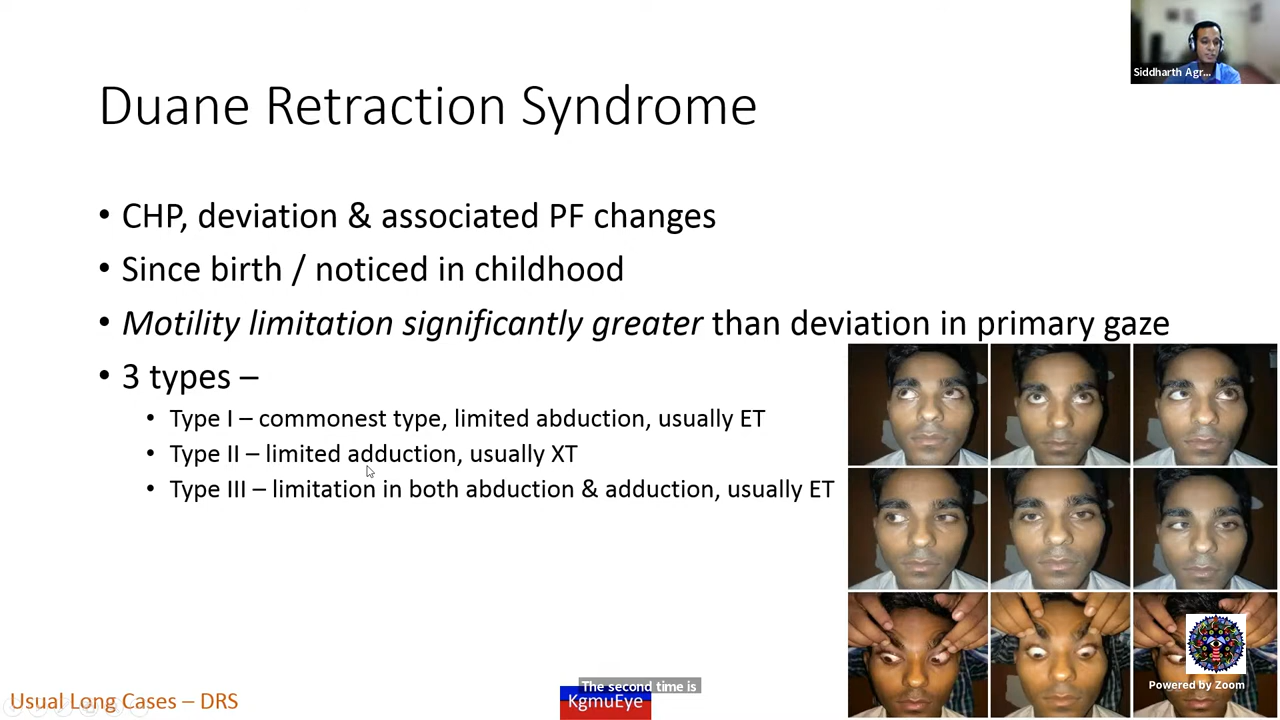 Siddharth Agr...
Duane Retraction Syndrome
• CHP, deviation & associated PF changes
• Since birth / noticed in childhood
• Motility limitation significantly greater than deviation in primary gaze
• 3 types –
• Type I – commonest type, limited abduction, usually ET
• Type II – limited adduction, usually XT
• Type III – limitation in both abduction & adduction, usually ET
Powered by Zoom
The second time is
KgmuEye
Usual Long Cases – DRS